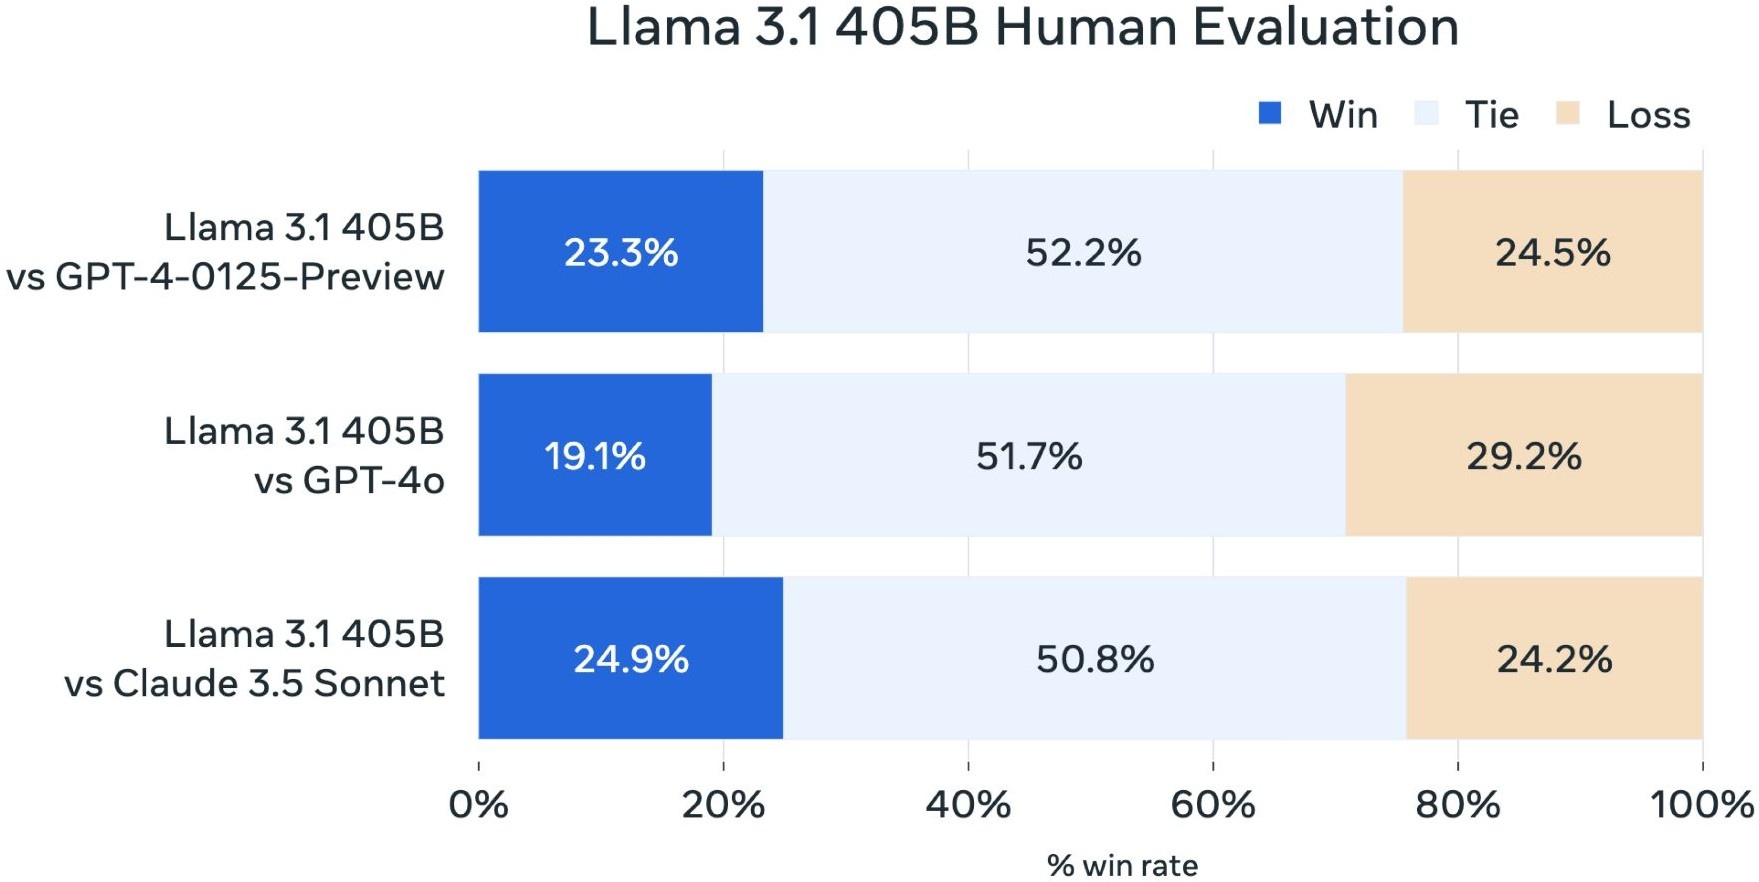 Llama 3.1 405B Human Evaluation
Win Tie Loss
Llama 3.1 405B
vs GPT-4-0125-Preview
23.3% 52.2% 24.5%
Llama 3.1 405B
vs GPT-4o
19.1% 51.7% 29.2%
Llama 3.1 405B
vs Claude 3.5 Sonnet
24.9% 50.8% 24.2%
0% 20% 40% 60% 80% 100%
% win rate